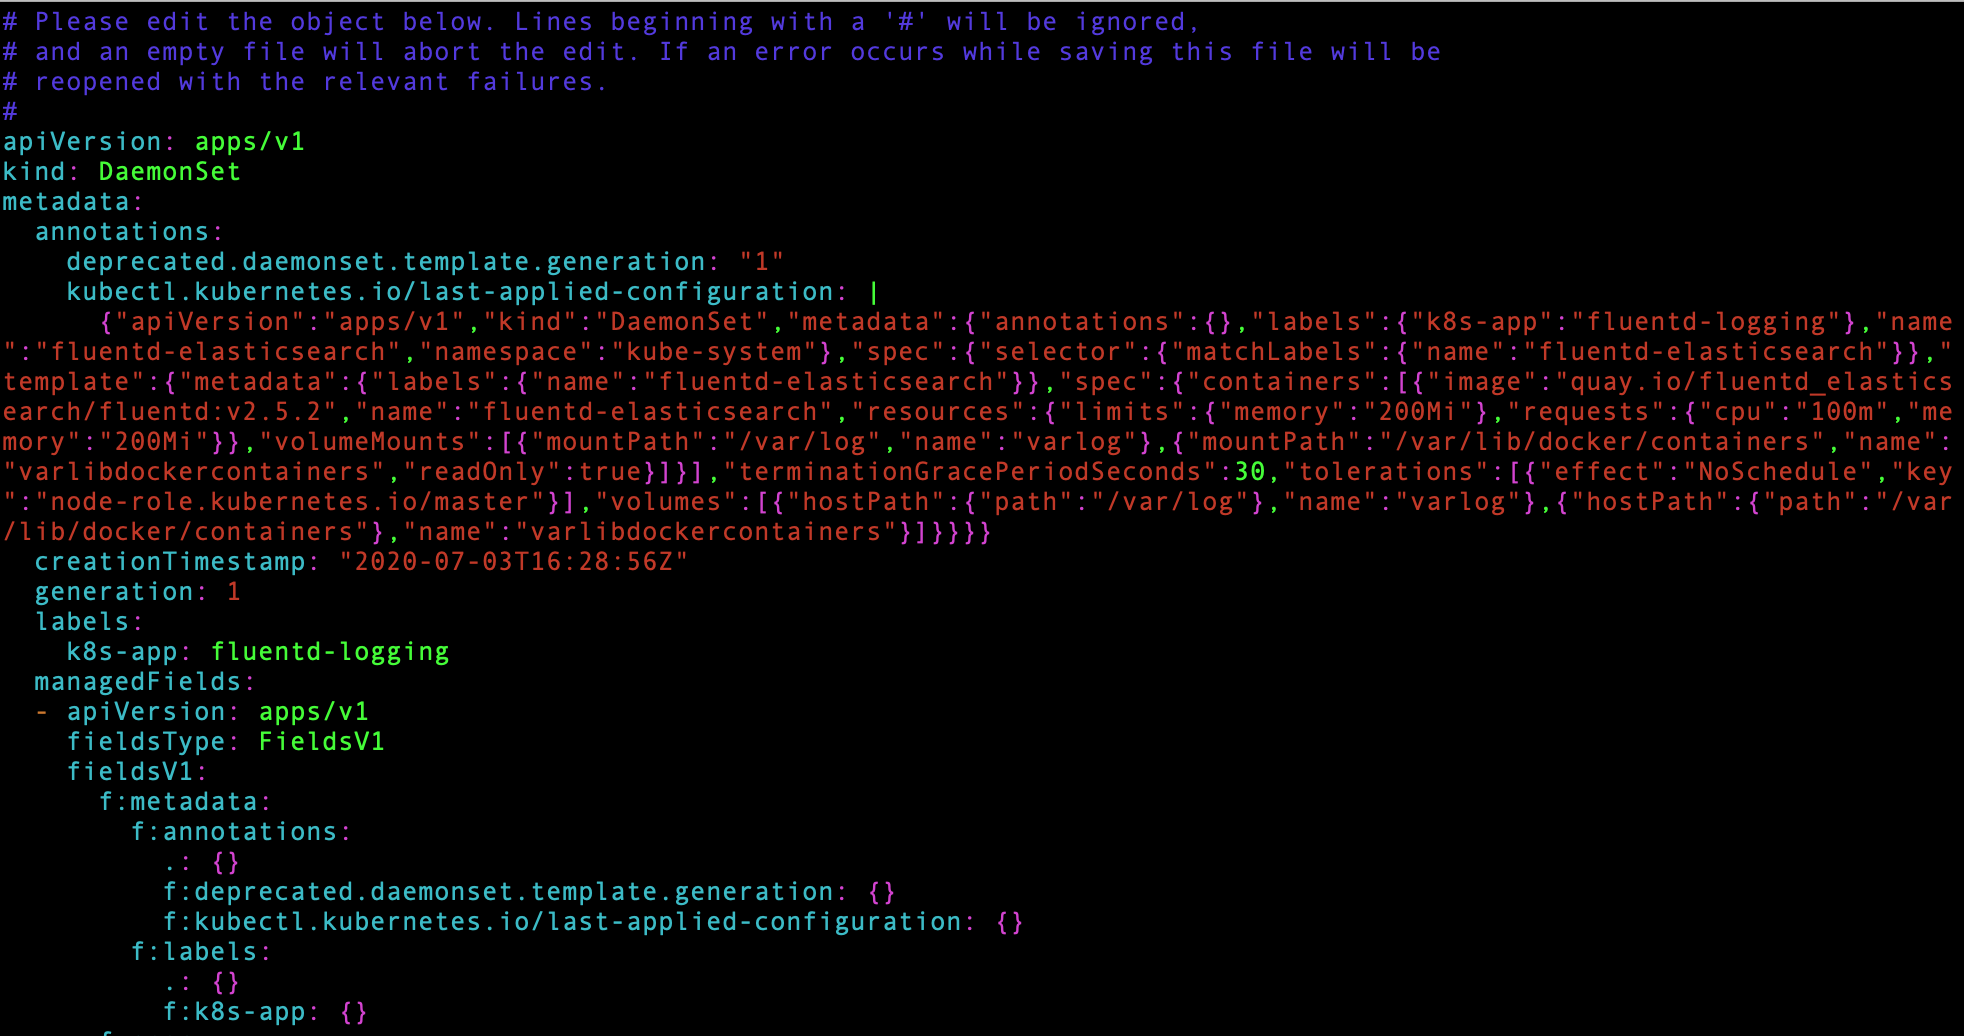 # Please edit the object below. Lines beginning with a '#' will be ignored,
# and an empty file will abort the edit. If an error occurs while saving this file will be
# reopened with the relevant failures.
#
apiVersion: apps/v1
kind: DaemonSet
metadata:
  annotations:
    deprecated.daemonset.template.generation: "1"
    kubectl.kubernetes.io/last-applied-configuration: |
      {"apiVersion":"apps/v1","kind":"DaemonSet","metadata":{"annotations":{},"labels":{"k8s-app":"fluentd-logging"},"name
":"fluentd-elasticsearch","namespace":"kube-system"},"spec":{"selector":{"matchLabels":{"name":"fluentd-elasticsearch"}},"
template":{"metadata":{"labels":{"name":"fluentd-elasticsearch"}},"spec":{"containers":[{"image":"quay.io/fluentd_elastics
earch/fluentd:v2.5.2","name":"fluentd-elasticsearch","resources":{"limits":{"memory":"200Mi"},"requests":{"cpu":"100m","me
mory":"200Mi"}},"volumeMounts":[{"mountPath":"/var/log","name":"varlog"},{"mountPath":"/var/lib/docker/containers","name":
"varlibdockercontainers","readOnly":true}]}],"terminationGracePeriodSeconds":30,"tolerations":[{"effect":"NoSchedule","key
":"node-role.kubernetes.io/master"}],"volumes":[{"hostPath":{"path":"/var/log"},"name":"varlog"},{"hostPath":{"path":"/var
/lib/docker/containers"},"name":"varlibdockercontainers"}]}}}}
  creationTimestamp: "2020-07-03T16:28:56Z"
  generation: 1
  labels:
    k8s-app: fluentd-logging
  managedFields:
  - apiVersion: apps/v1
    fieldsType: FieldsV1
    fieldsV1:
      f:metadata:
        f:annotations:
          .: {}
          f:deprecated.daemonset.template.generation: {}
          f:kubectl.kubernetes.io/last-applied-configuration: {}
        f:labels:
          .: {}
          f:k8s-app: {}